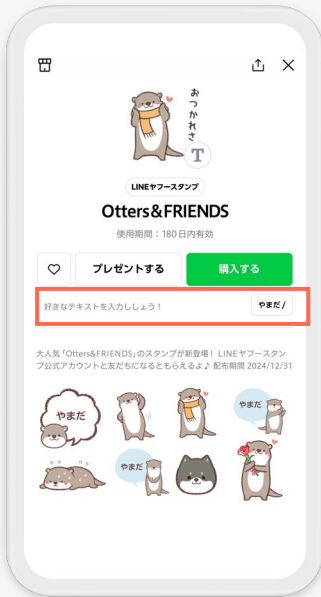 おつかれさ
T
LINEヤフースタンプ
Otters&FRIENDS
使用期間：180日内有効
プレゼントする
購入する
好きなテキストを入力ししょう！
やまだ/
大人気「Otters&FRIENDS」のスタンプが新登場！ LINEヤフースタン
プ公式アカウントと友だちになるともらえるよ♪ 配布期間 2024/12/31
やまだ
やまだ
やまだ